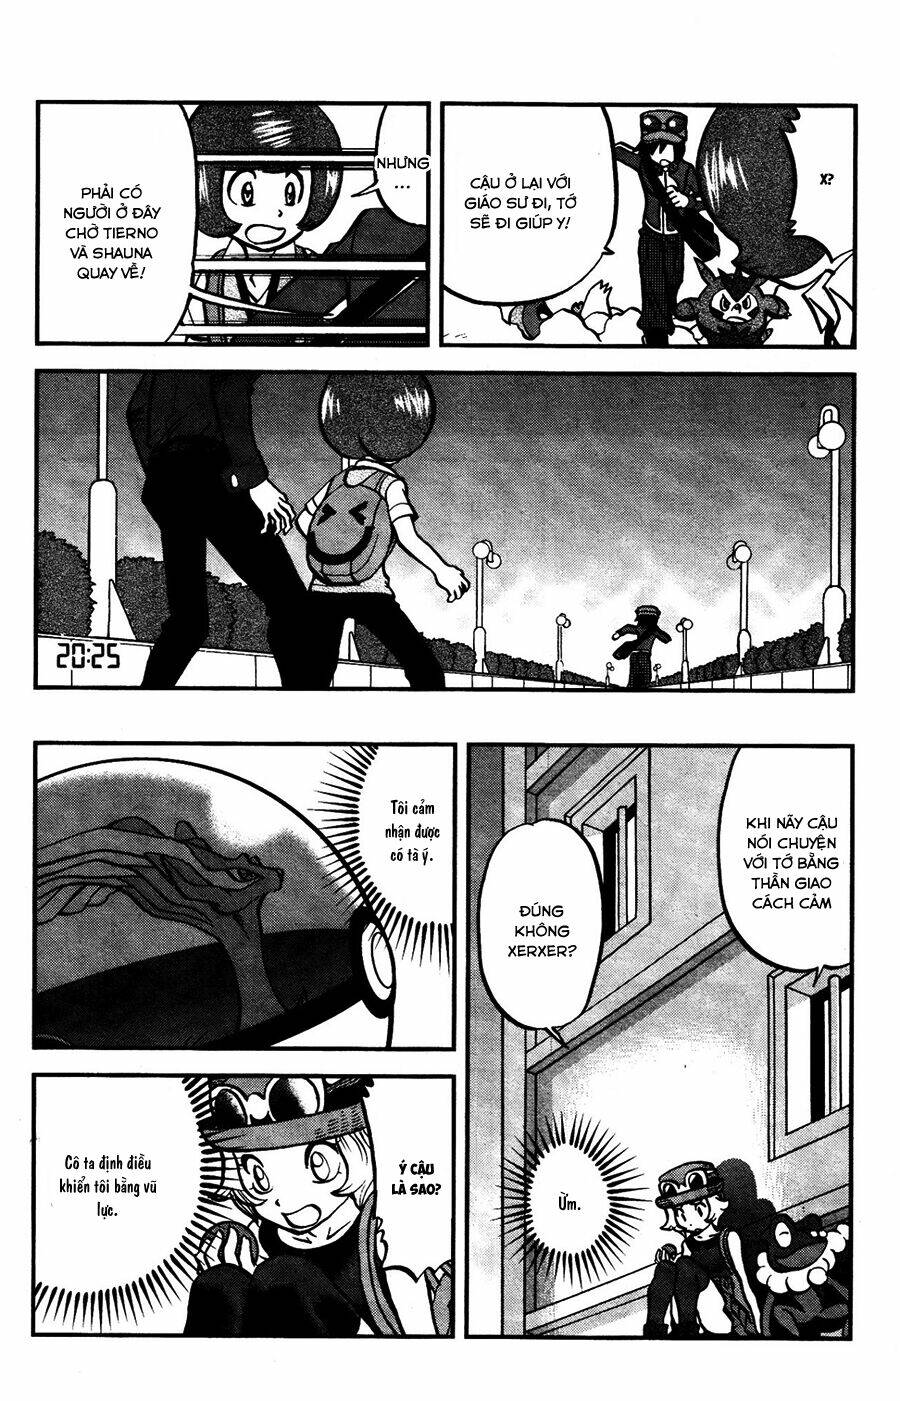 X?
CẬU Ở LẠI VỚI
GIÁO SƯ ĐI, TỚ
SẼ ĐI GIÚP Y!
NHƯNG
...
PHẢI CÓ
NGƯỜI Ở ĐÂY
CHỜ TIERNO
VÀ SHAUNA
QUAY VỀ!
20:25
KHI NÃY CẬU
NÓI CHUYỆN
VỚI TỚ BẰNG
THẦN GIAO
CÁCH CẢM
ĐÚNG
KHÔNG
XERXER?
Ừm.
Tôi cảm
nhận được
có tà ý.
Ý CẬU
LÀ SAO?
Cô ta định điều
khiển tôi bằng vũ
lực.